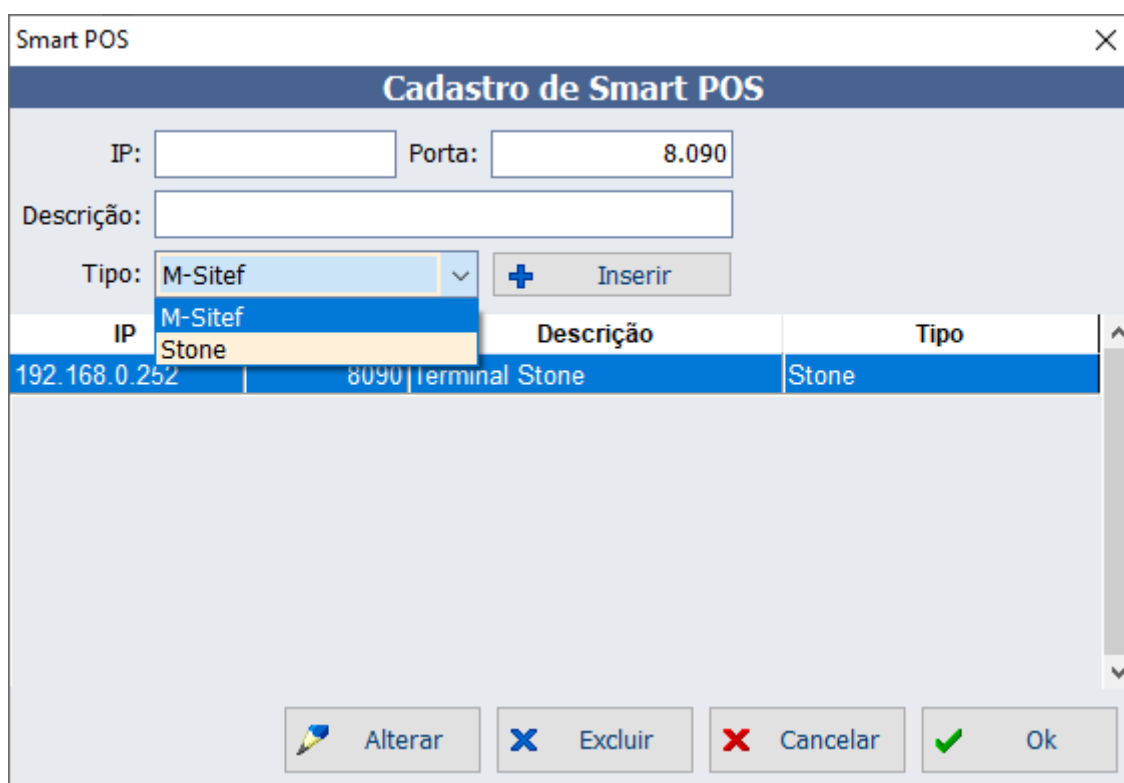 Smart POS
Cadastro de Smart POS
IP: Porta: 8.090
Descrição:
Tipo: M-Sitef Inserir
M-Sitef
Stone
IP Descrição Tipo
192.168.0.252 8090 Terminal Stone Stone
Alterar Excluir Cancelar Ok